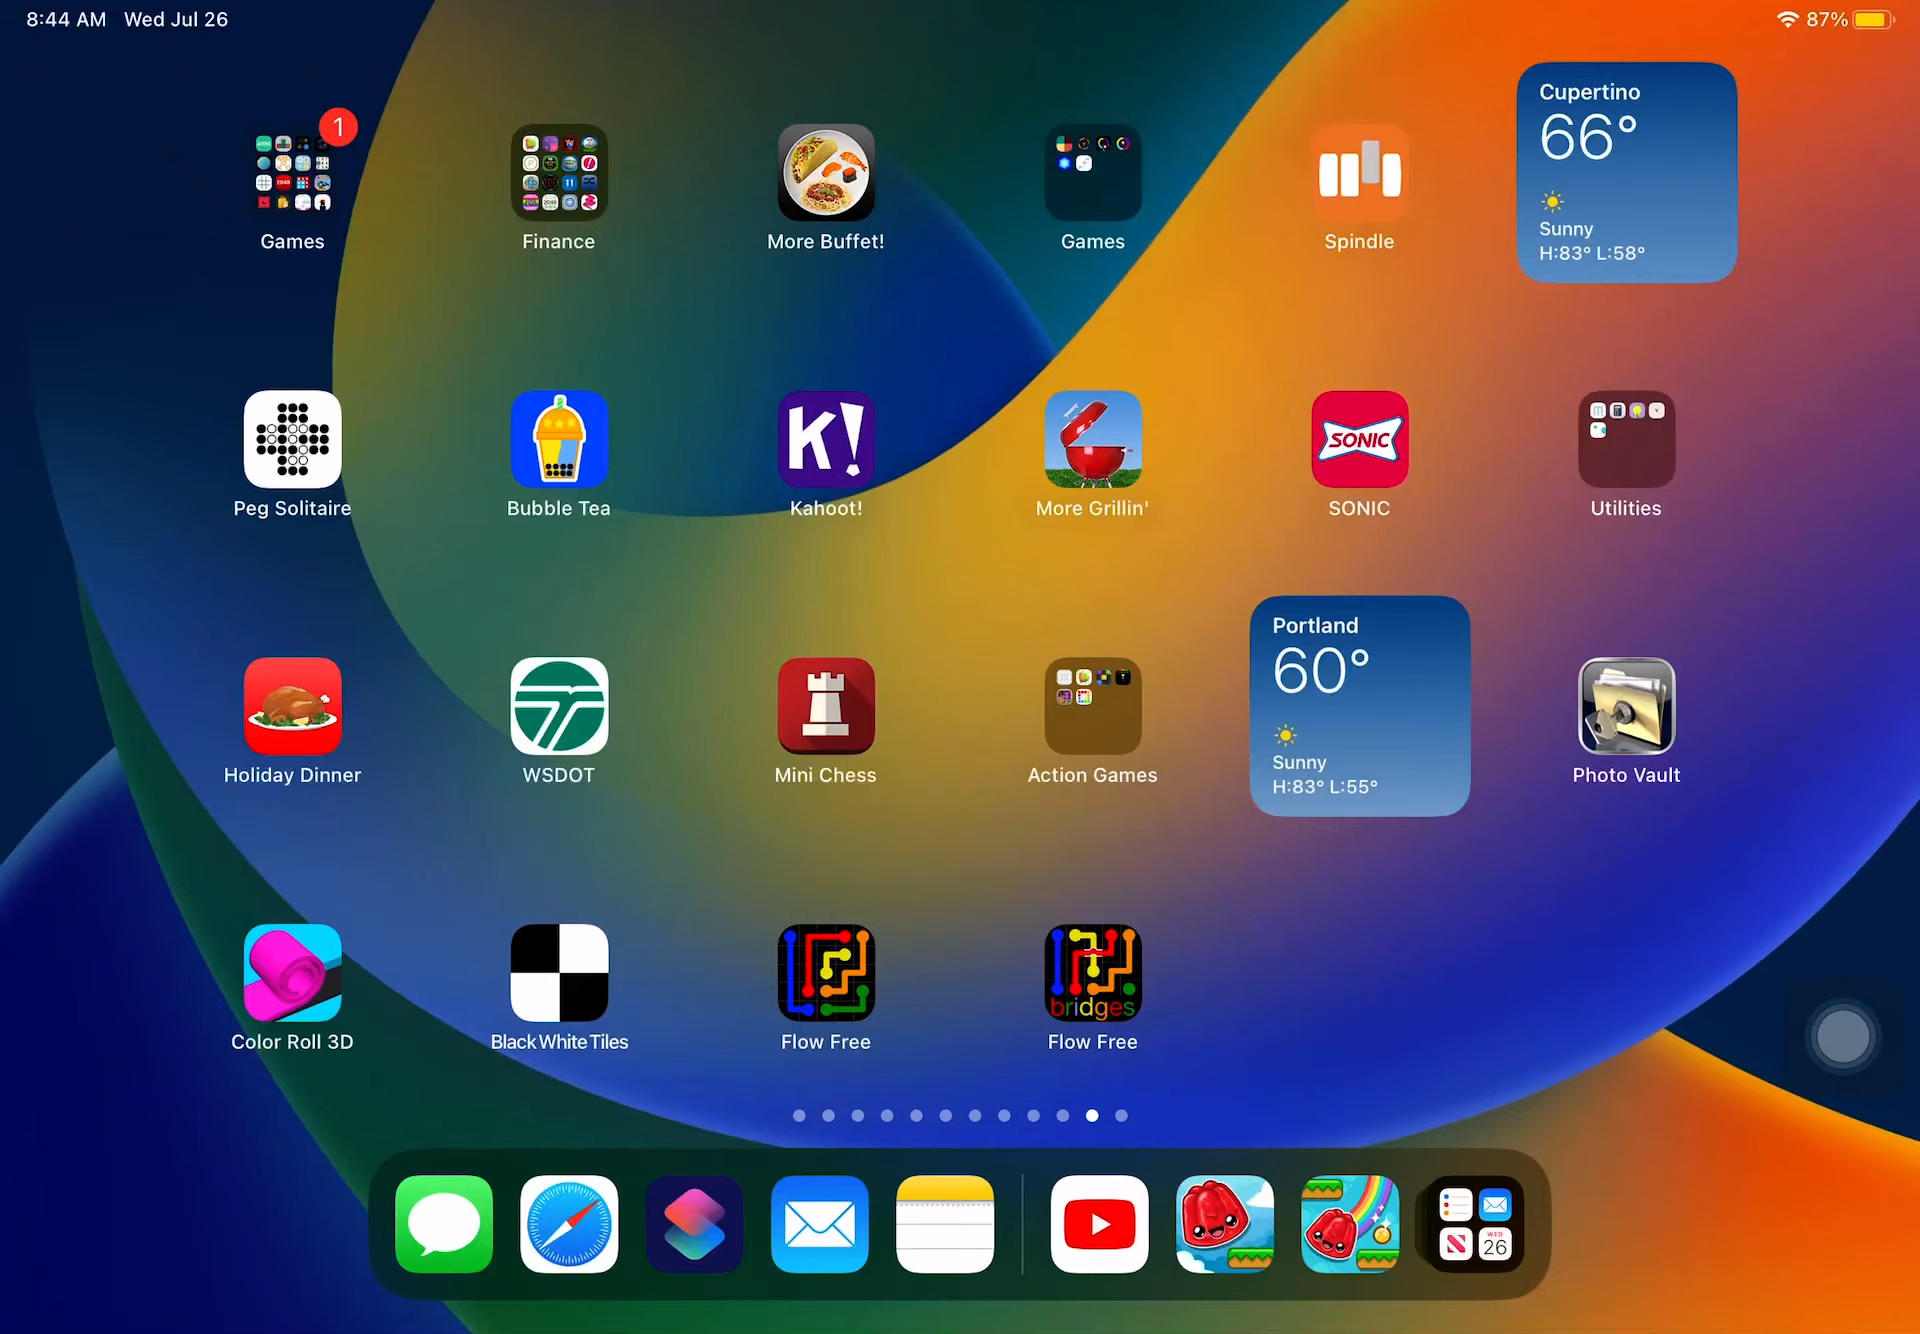 8:44 AM Wed Jul 26
87%
1
Games
Finance
More Buffet!
Games
Spindle
Cupertino
66°
Sunny
H:83° L:58°
Peg Solitaire
Bubble Tea
K!
Kahoot!
More Grillin'
SONIC
SONIC
Utilities
Holiday Dinner
WSDOT
Mini Chess
Action Games
Portland
60°
Sunny
H:83° L:55°
Photo Vault
Color Roll 3D
Black White Tiles
Flow Free
bridges
Flow Free
WED
26